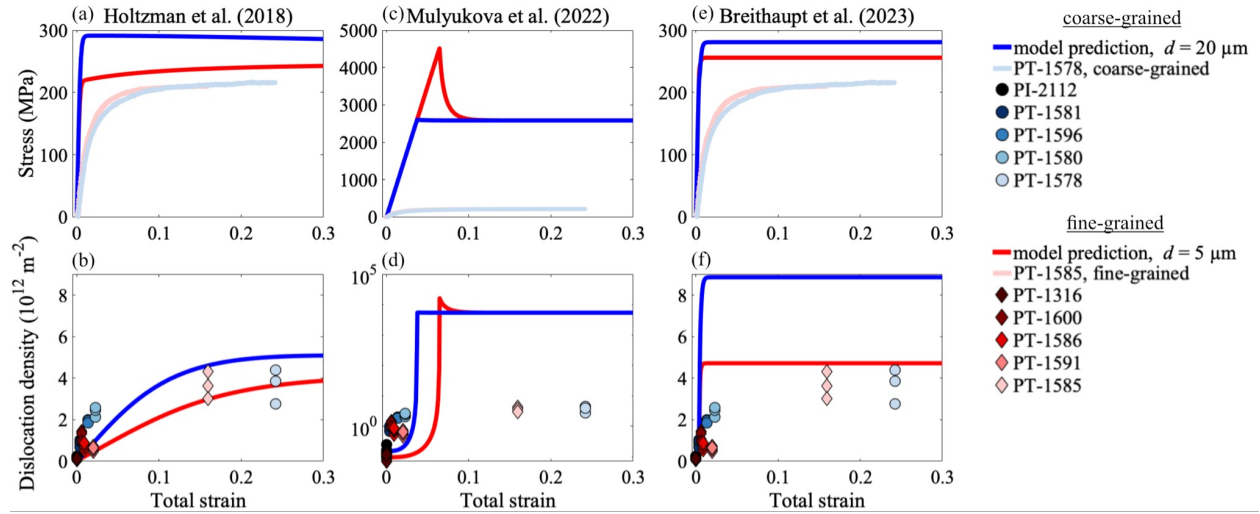 (a) Holtzman et al. (2018)
(c) Mulyukova et al. (2022)
(e) Breithaupt et al. (2023)
Stress (MPa)
300
200
100
0
0 0.1 0.2 0.3
5000
4000
3000
2000
1000
0
0 0.1 0.2 0.3
300
200
100
0
0 0.1 0.2 0.3
(b)
(d)
(f)
Dislocation density (10¹² m⁻²)
8
6
4
2
0
0 0.1 0.2 0.3
Total strain
10⁵
10⁰
0 0.1 0.2 0.3
Total strain
8
6
4
2
0
0 0.1 0.2 0.3
Total strain
coarse-grained
model prediction, d = 20 µm
PT-1578, coarse-grained
PI-2112
PT-1581
PT-1596
PT-1580
PT-1578
fine-grained
model prediction, d = 5 µm
PT-1585, fine-grained
PT-1316
PT-1600
PT-1586
PT-1591
PT-1585